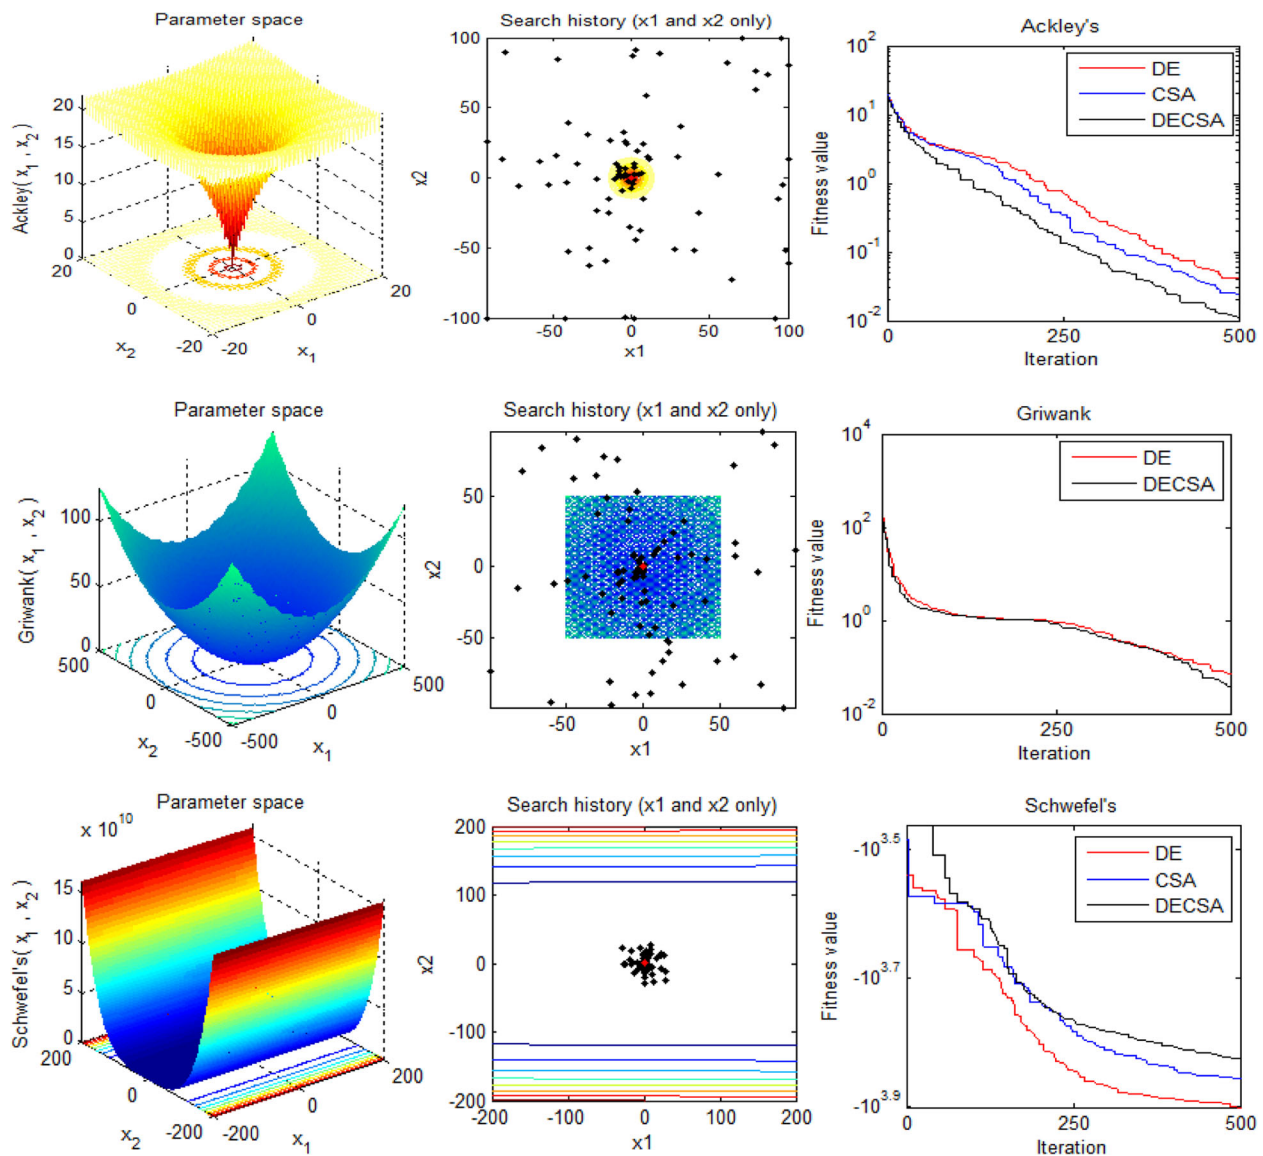 Parameter space
Ackley( x1 , x2 )
20
15
10
5
0
20
0
-20
x2
-20
0
20
x1
Search history (x1 and x2 only)
x2
100
50
0
-50
-100
-50
0
50
100
x1
Ackley's
Fitness value
10^2
10^1
10^0
10^-1
10^-2
DE
CSA
DECSA
0
250
500
Iteration
Parameter space
Griwank( x1 , x2 )
100
50
0
500
0
-500
x2
-500
0
500
x1
Search history (x1 and x2 only)
x2
50
0
-50
-50
0
50
x1
Griwank
Fitness value
10^4
10^2
10^0
10^-2
DE
DECSA
0
250
500
Iteration
Parameter space
x 10^10
Schwefel's( x1 , x2 )
15
10
5
0
200
0
-200
x2
-200
0
200
x1
Search history (x1 and x2 only)
x2
200
100
0
-100
-200
-200
-100
0
100
200
x1
Schwefel's
Fitness value
-10^3.5
-10^3.7
-10^3.9
DE
CSA
DECSA
0
250
500
Iteration